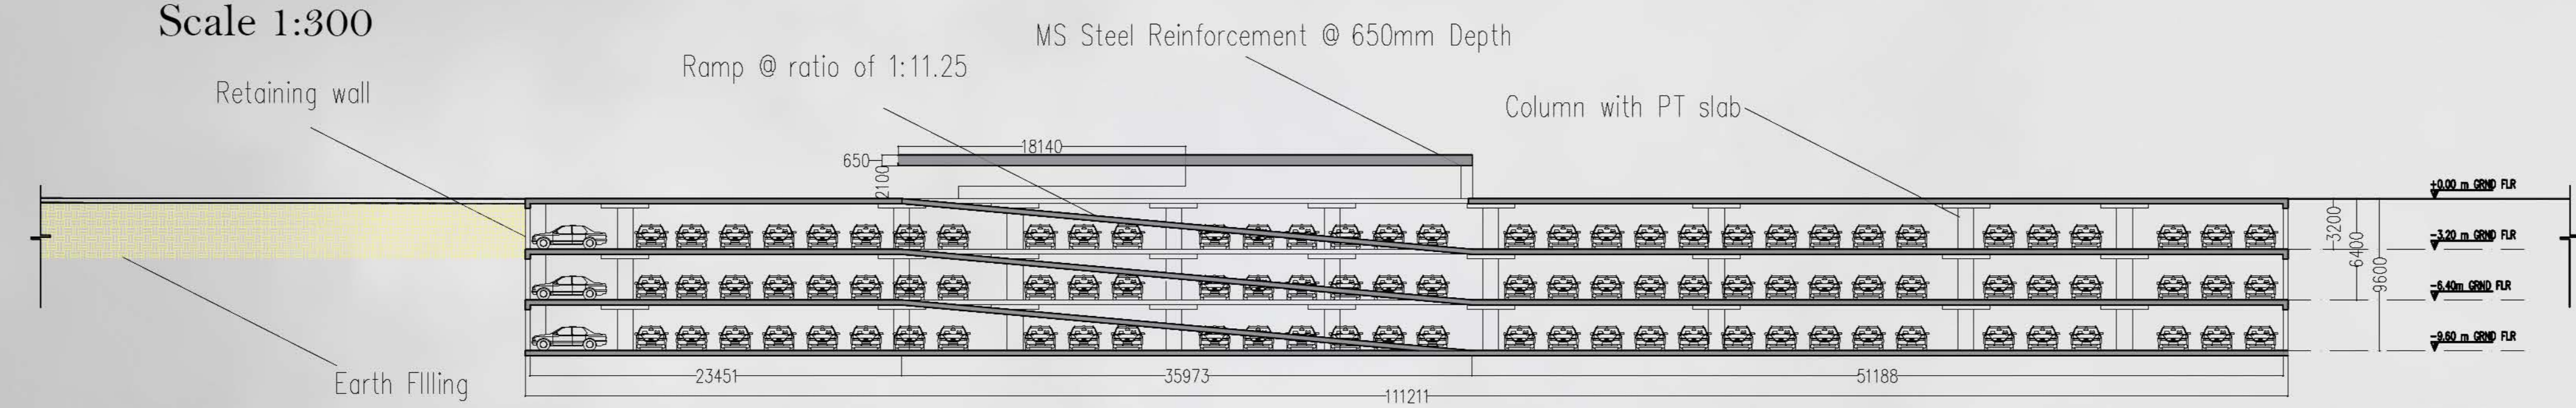 Scale 1:300
MS Steel Reinforcement @ 650mm Depth
Ramp @ ratio of 1:11.25
Retaining wall
Column with PT slab
18140
650
2100
+0.00 m GRND FLR
3200
-3.20 m GRND FLR
6400
9600
-6.40m GRND FLR
-9.60 m GRND FLR
23451
35973
51188
Earth FIlling
111211